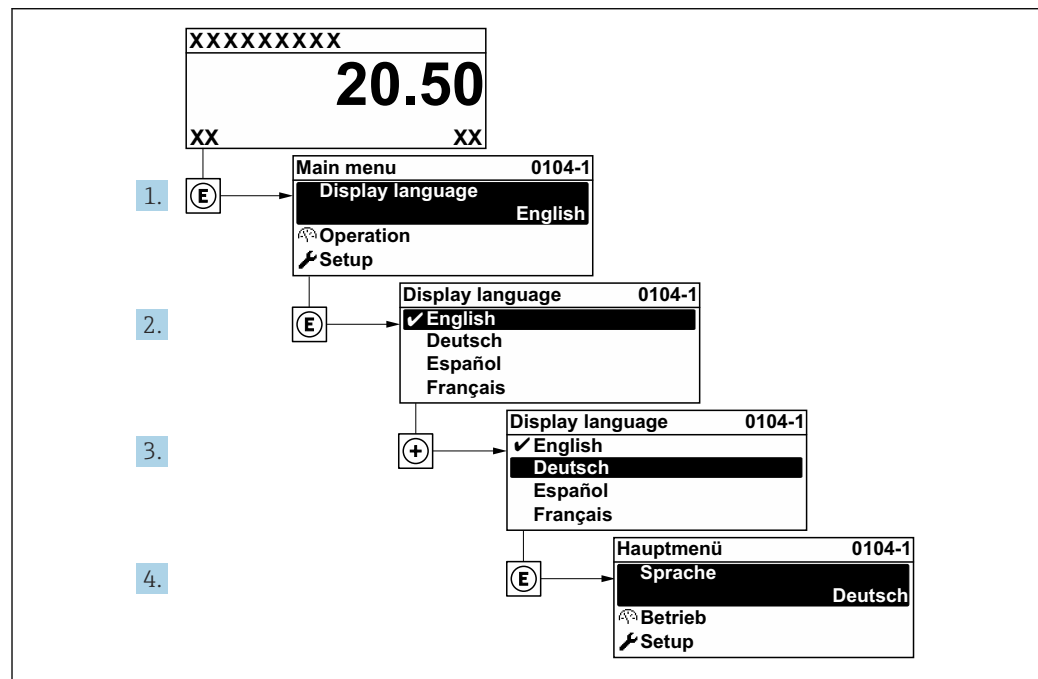 XXXXXXXXX
20.50
XX XX
1. E
Main menu 0104-1
Display language
English
Operation
Setup
2. E
Display language 0104-1
✔ English
Deutsch
Español
Français
3. +
Display language 0104-1
✔ English
Deutsch
Español
Français
4. E
Hauptmenü 0104-1
Sprache
Deutsch
Betrieb
Setup